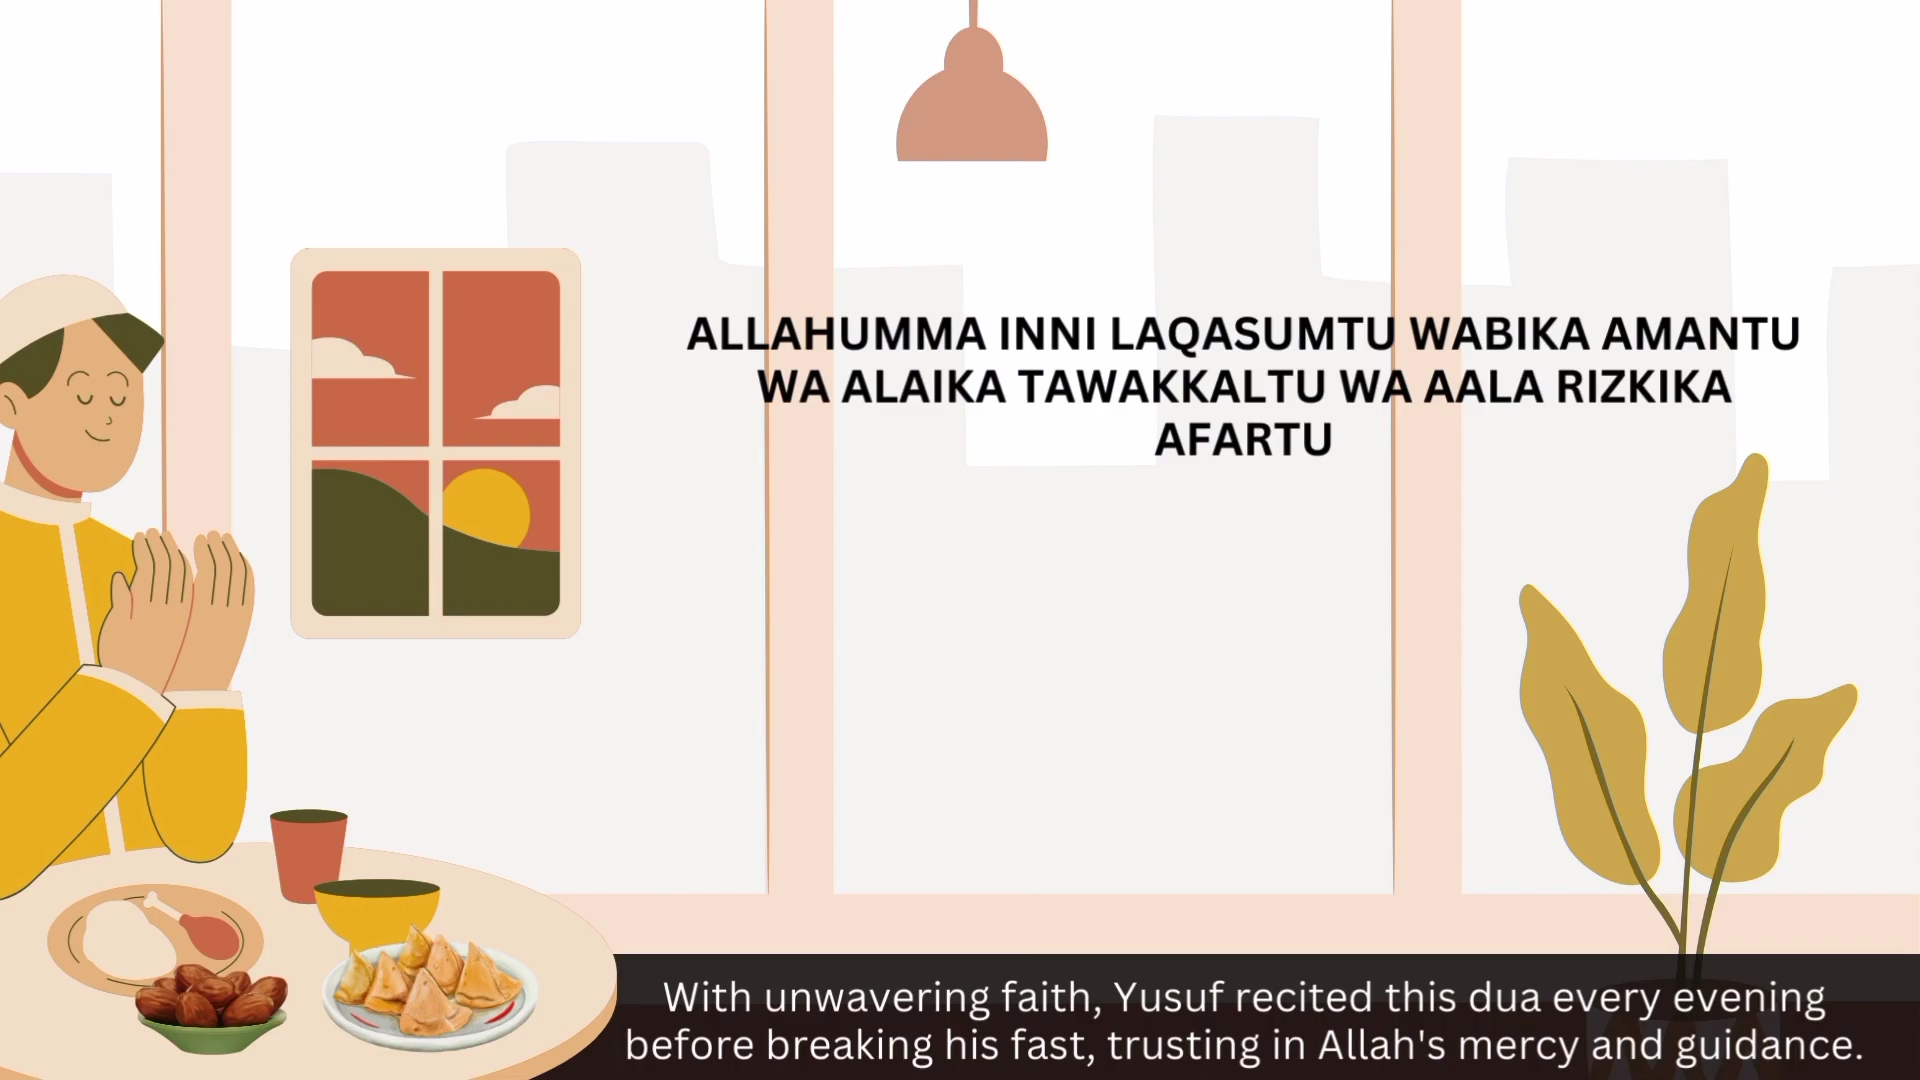 ALLAHUMMA INNI LAQASUMTU WABIKA AMANTU
WA ALAIKA TAWAKKALTU WA AALA RIZKIKA
AFARTU
With unwavering faith, Yusuf recited this dua every evening
before breaking his fast, trusting in Allah's mercy and guidance.